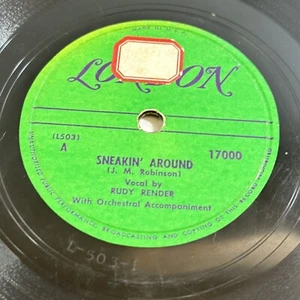 LONDON
(L503)
A
17000
SNEAKIN' AROUND
(J. M. Robinson)
Vocal by
RUDY RENDER
With Orchestral Accompaniment
L-503-1